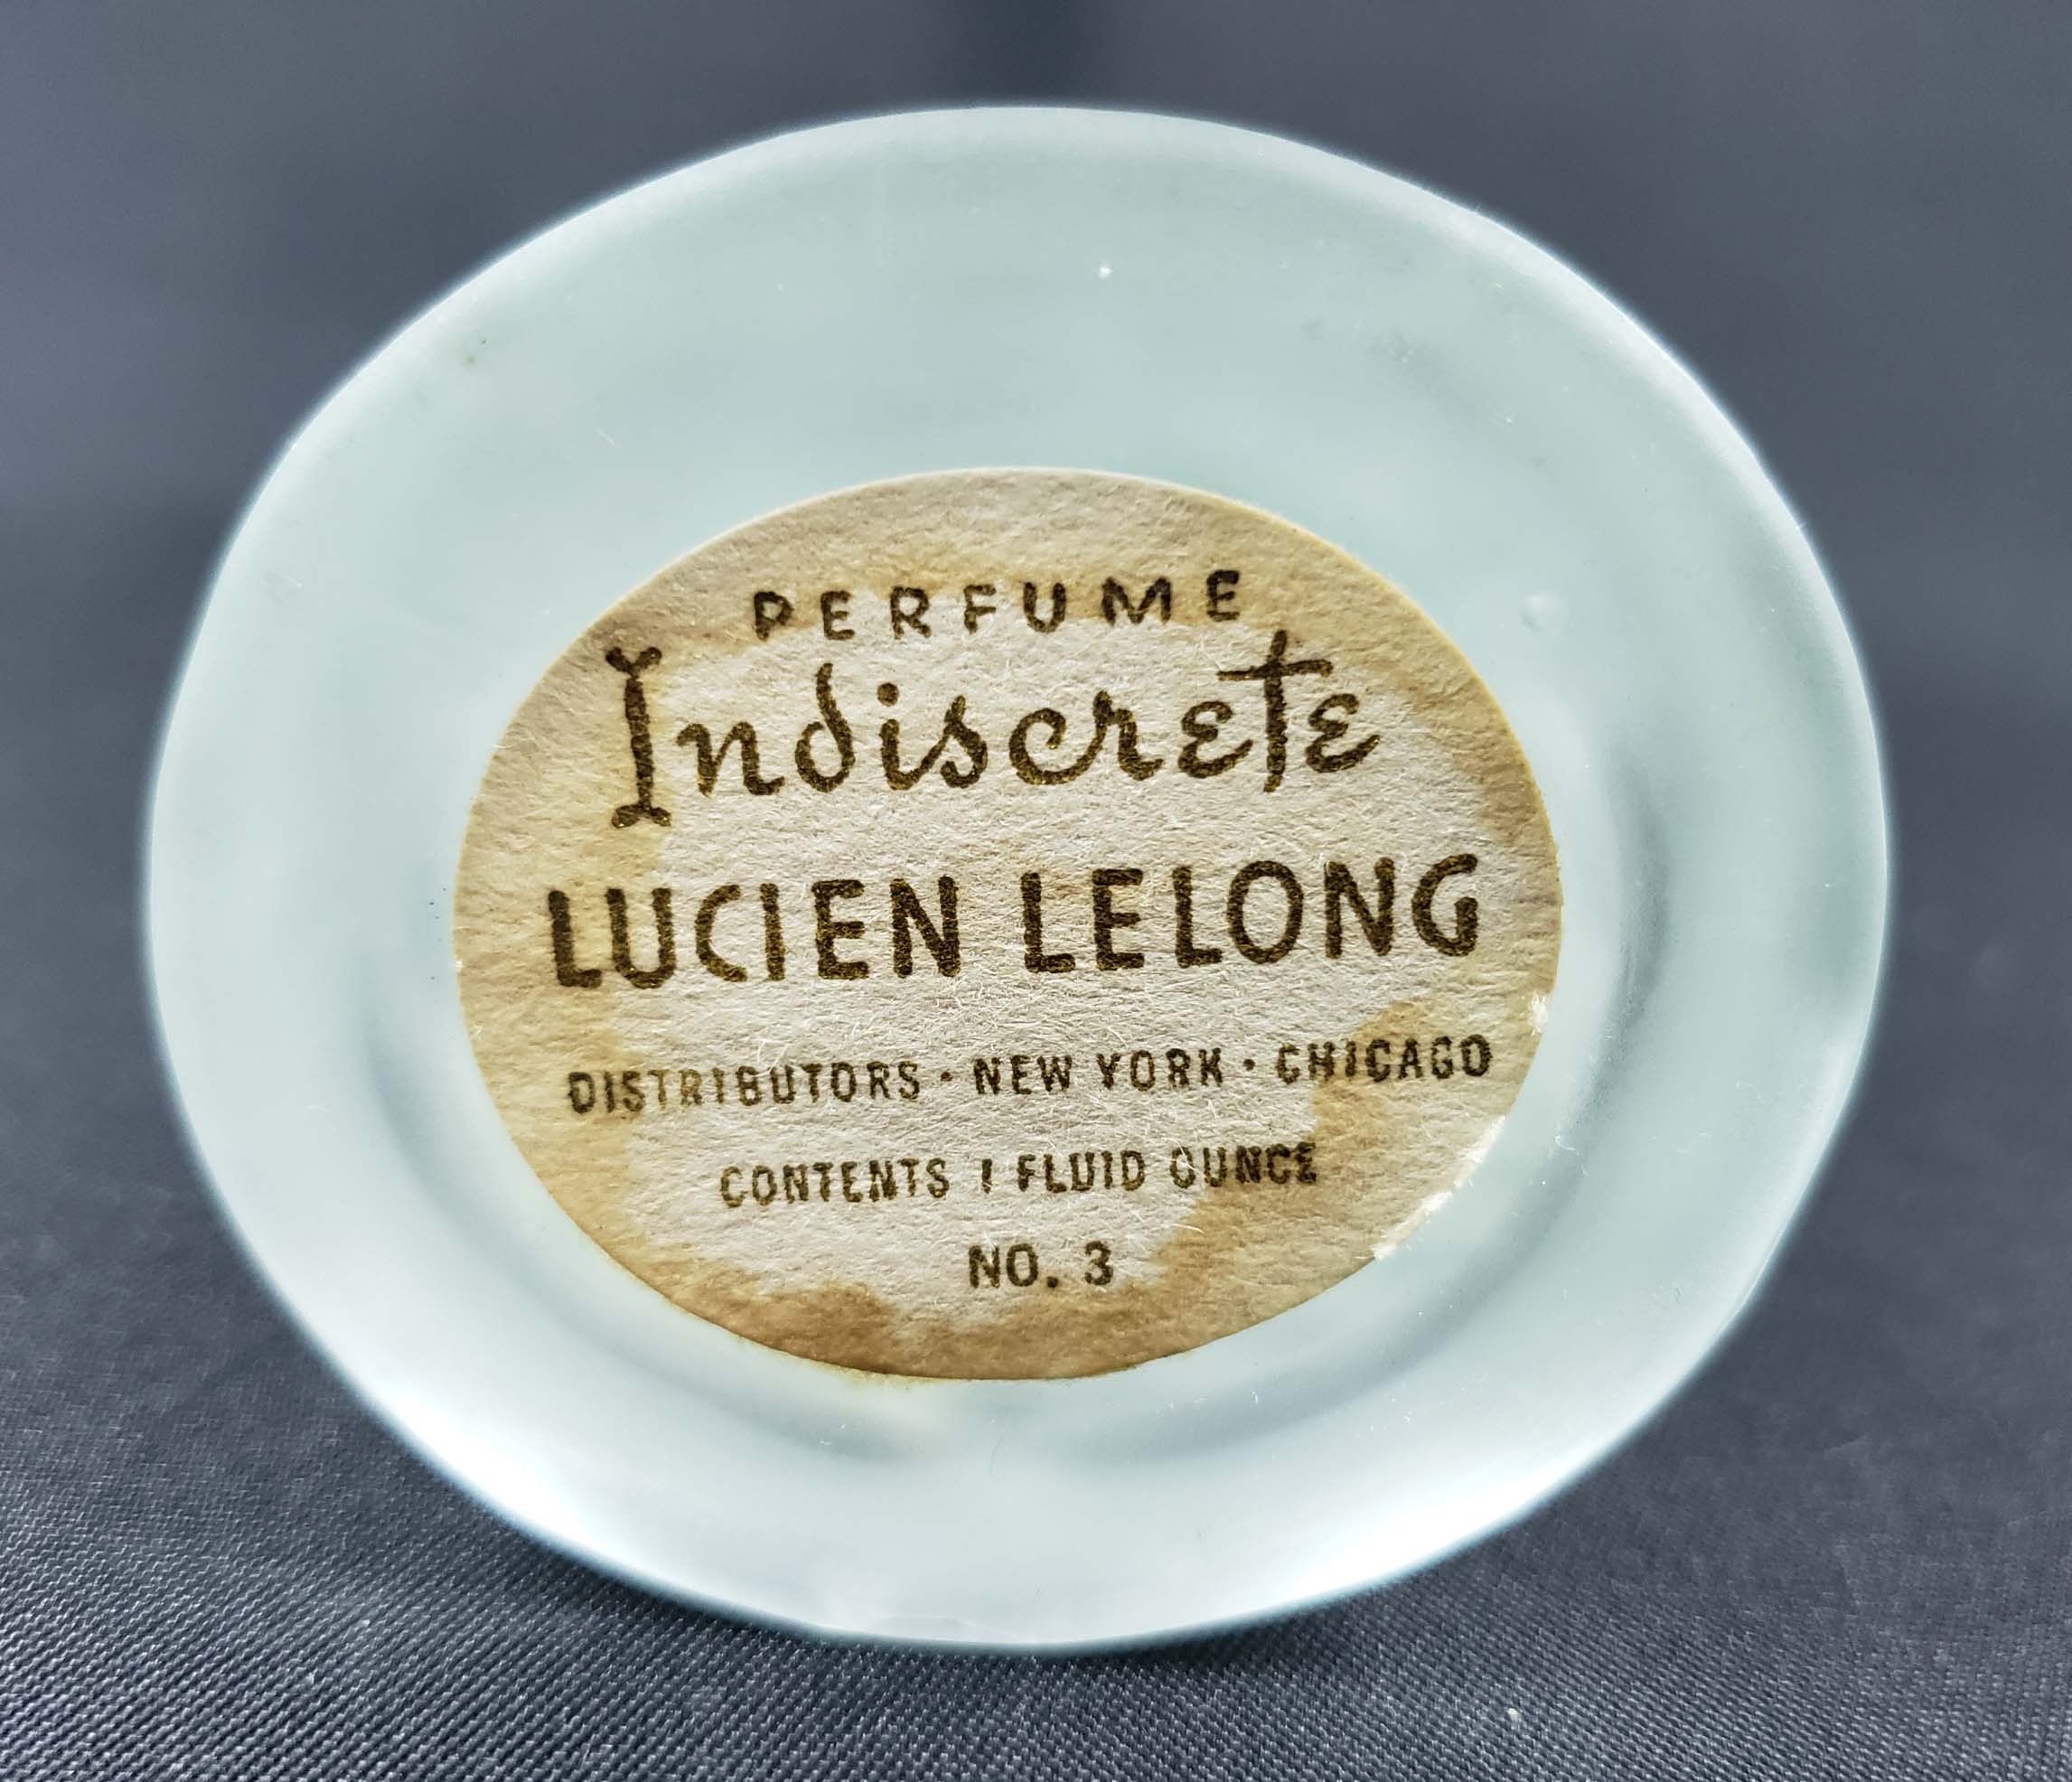 PERFUME
Indiscrete
LUCIEN LELONG
DISTRIBUTORS · NEW YORK · CHICAGO
CONTENTS 1 FLUID OUNCE
NO. 3